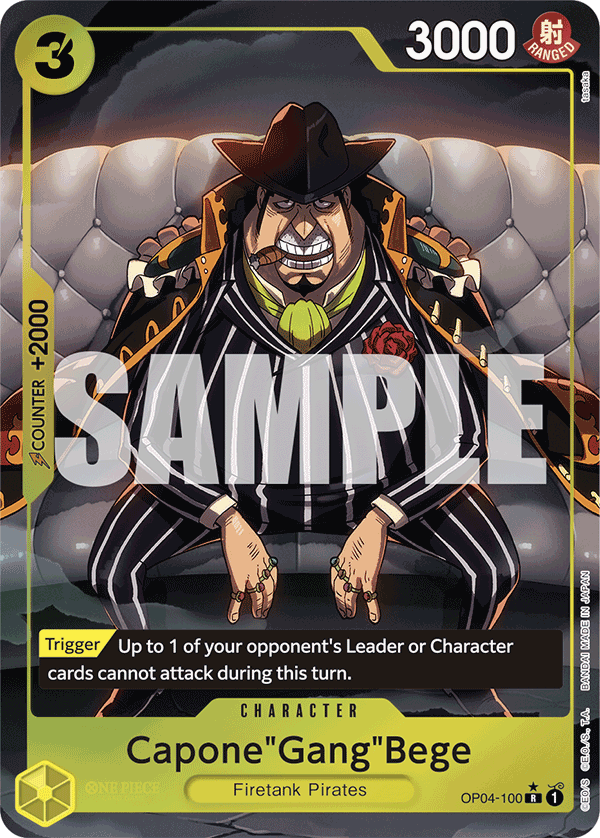 3
3000
射
RANGED
tasaka
COUNTER +2000
SAMPLE
Trigger Up to 1 of your opponent's Leader or Character
cards cannot attack during this turn.
CHARACTER
Capone"Gang"Bege
ONE PIECE
Firetank Pirates
OP04-100 R 1
©E.O./S, T.A. BANDAI MADE IN JAPAN